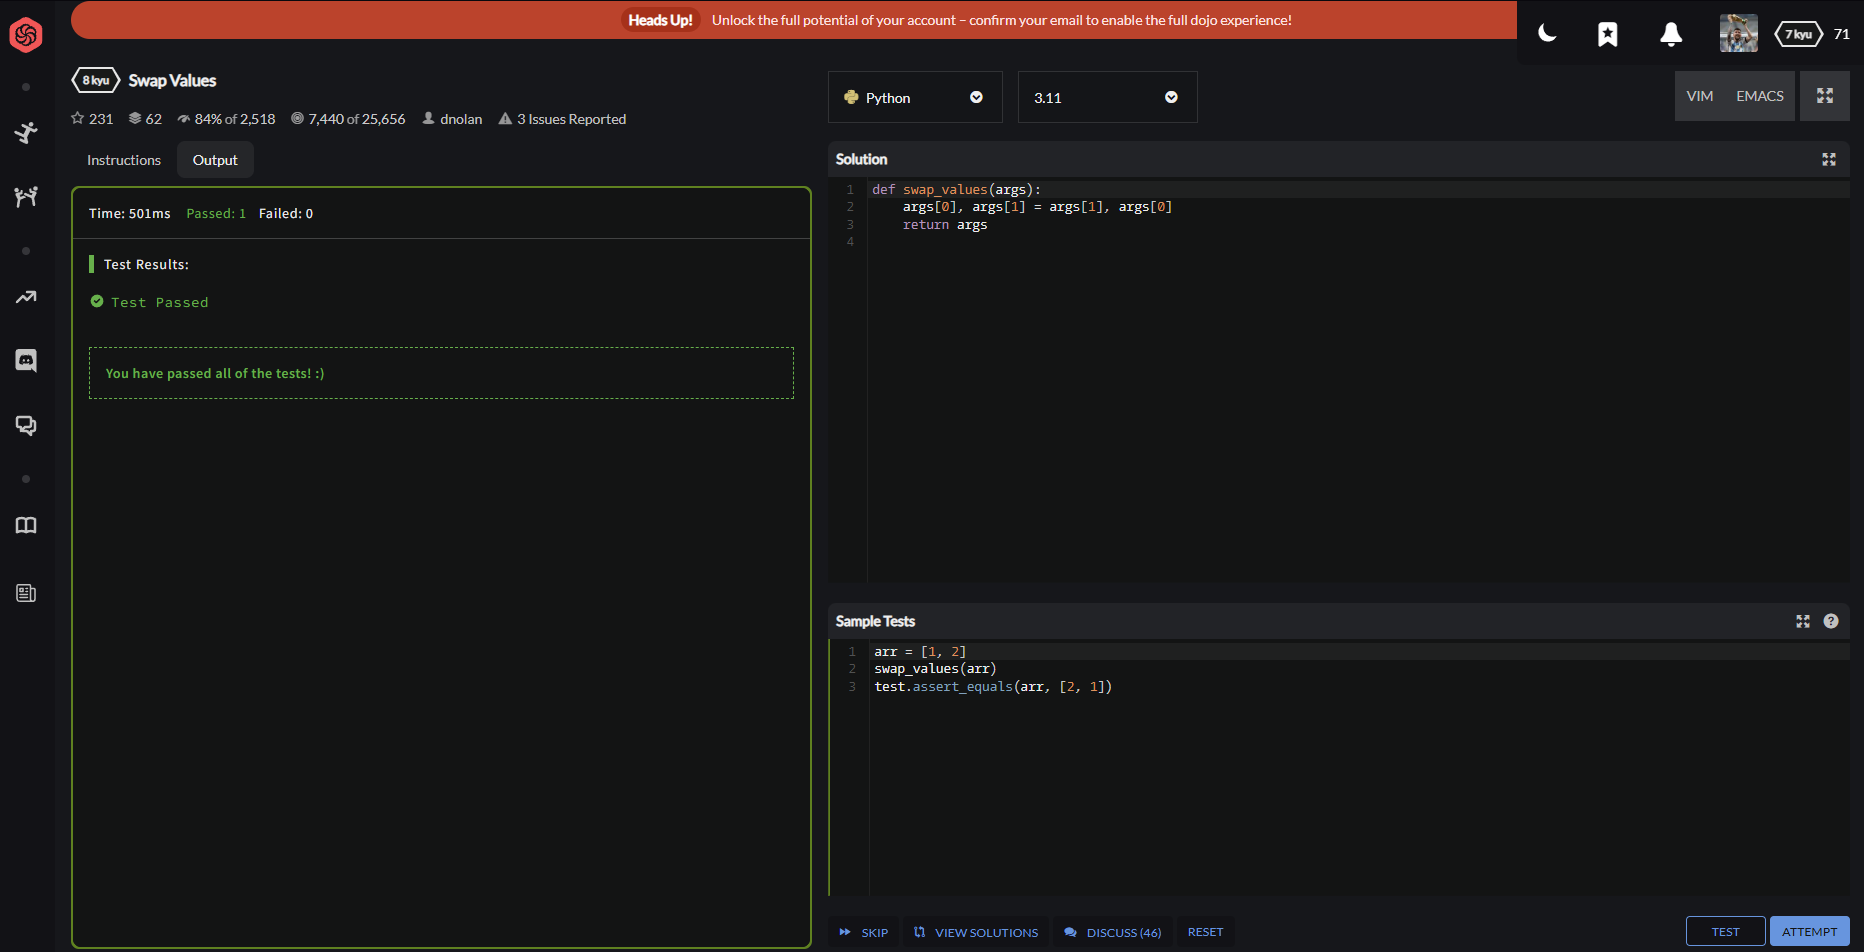 Heads Up! Unlock the full potential of your account – confirm your email to enable the full dojo experience!
7 kyu 71
8 kyu Swap Values
231 62 84% of 2,518 7,440 of 25,656 dnolan 3 Issues Reported
Instructions Output
Time: 501ms Passed: 1 Failed: 0
Test Results:
Test Passed
You have passed all of the tests! :)
Python 3.11 VIM EMACS
Solution
1 def swap_values(args):
2     args[0], args[1] = args[1], args[0]
3     return args
4
Sample Tests ?
1 arr = [1, 2]
2 swap_values(arr)
3 test.assert_equals(arr, [2, 1])
SKIP VIEW SOLUTIONS DISCUSS (46) RESET TEST ATTEMPT